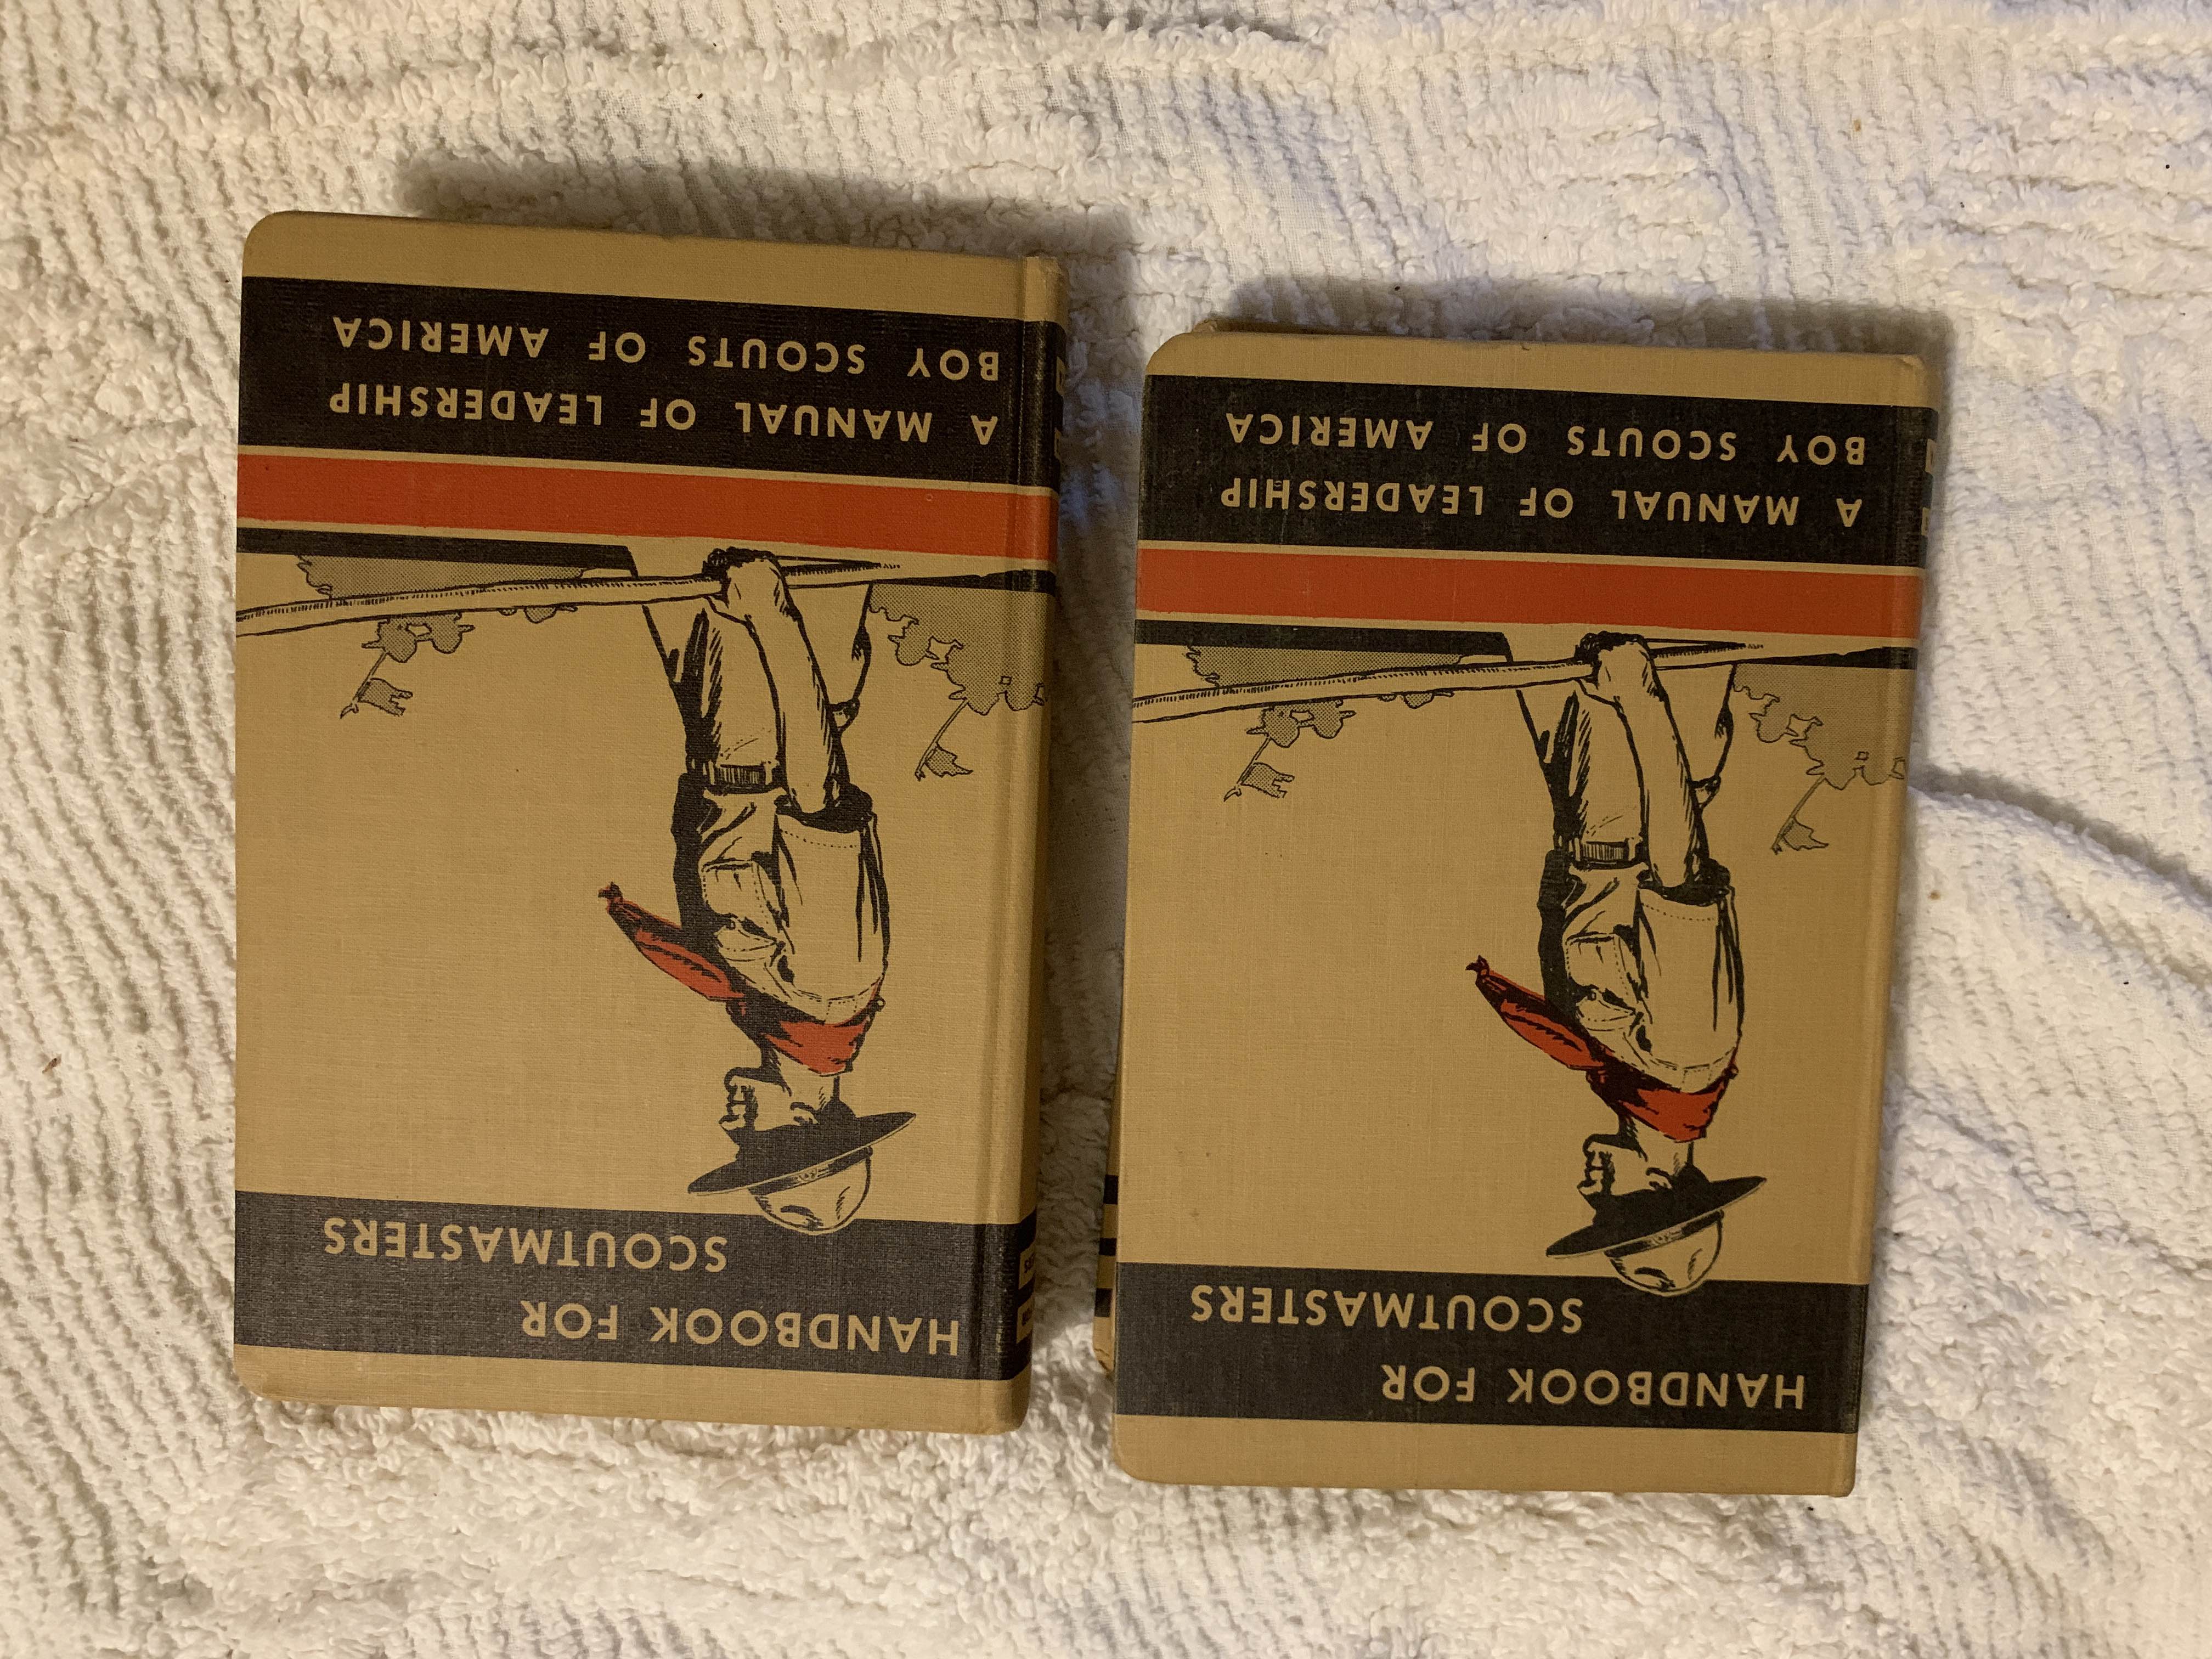 HANDBOOK FOR
SCOUTMASTERS
A MANUAL OF LEADERSHIP
BOY SCOUTS OF AMERICA
HANDBOOK FOR
SCOUTMASTERS
A MANUAL OF LEADERSHIP
BOY SCOUTS OF AMERICA